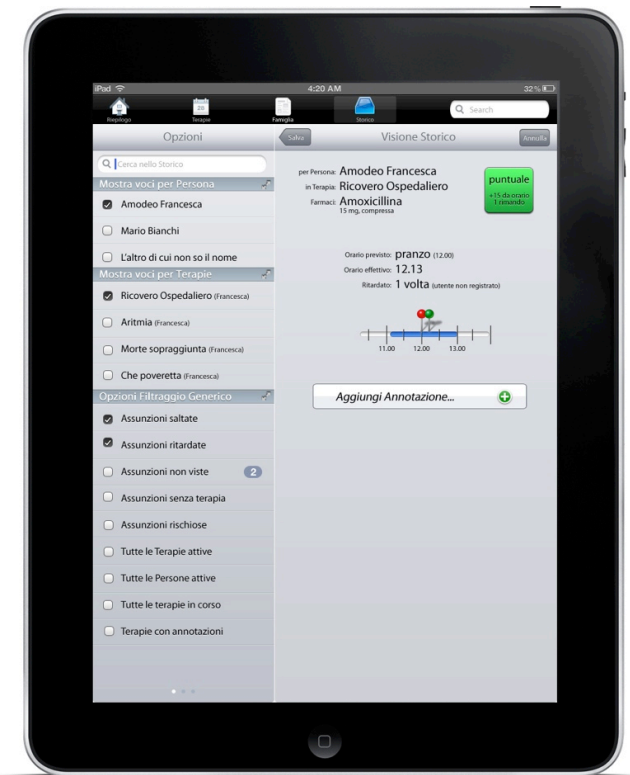 iPad
4:20 AM
32 %
Riepilogo
28
Terapie
Famiglia
Storico
Search
Opzioni
Salva
Visione Storico
Annulla
Cerca nello Storico
Mostra voci per Persona
Amodeo Francesca
Mario Bianchi
L'altro di cui non so il nome
Mostra voci per Terapie
Ricovero Ospedaliero (Francesca)
Aritmia (Francesca)
Morte sopraggiunta (Francesca)
Che poveretta (Francesca)
Opzioni Filtraggio Generico
Assunzioni saltate
Assunzioni ritardate
Assunzioni non viste 2
Assunzioni senza terapia
Assunzioni rischiose
Tutte le Terapie attive
Tutte le Persone attive
Tutte le terapie in corso
Terapie con annotazioni
per Persona: Amodeo Francesca
in Terapia: Ricovero Ospedaliero
Farmaci: Amoxicillina
15 mg, compressa
puntuale
+15 da orario
1 rimando
Orario previsto: pranzo (12.00)
Orario effettivo: 12.13
Ritardato: 1 volta (utente non registrato)
11.00 12.00 13.00
Aggiungi Annotazione...